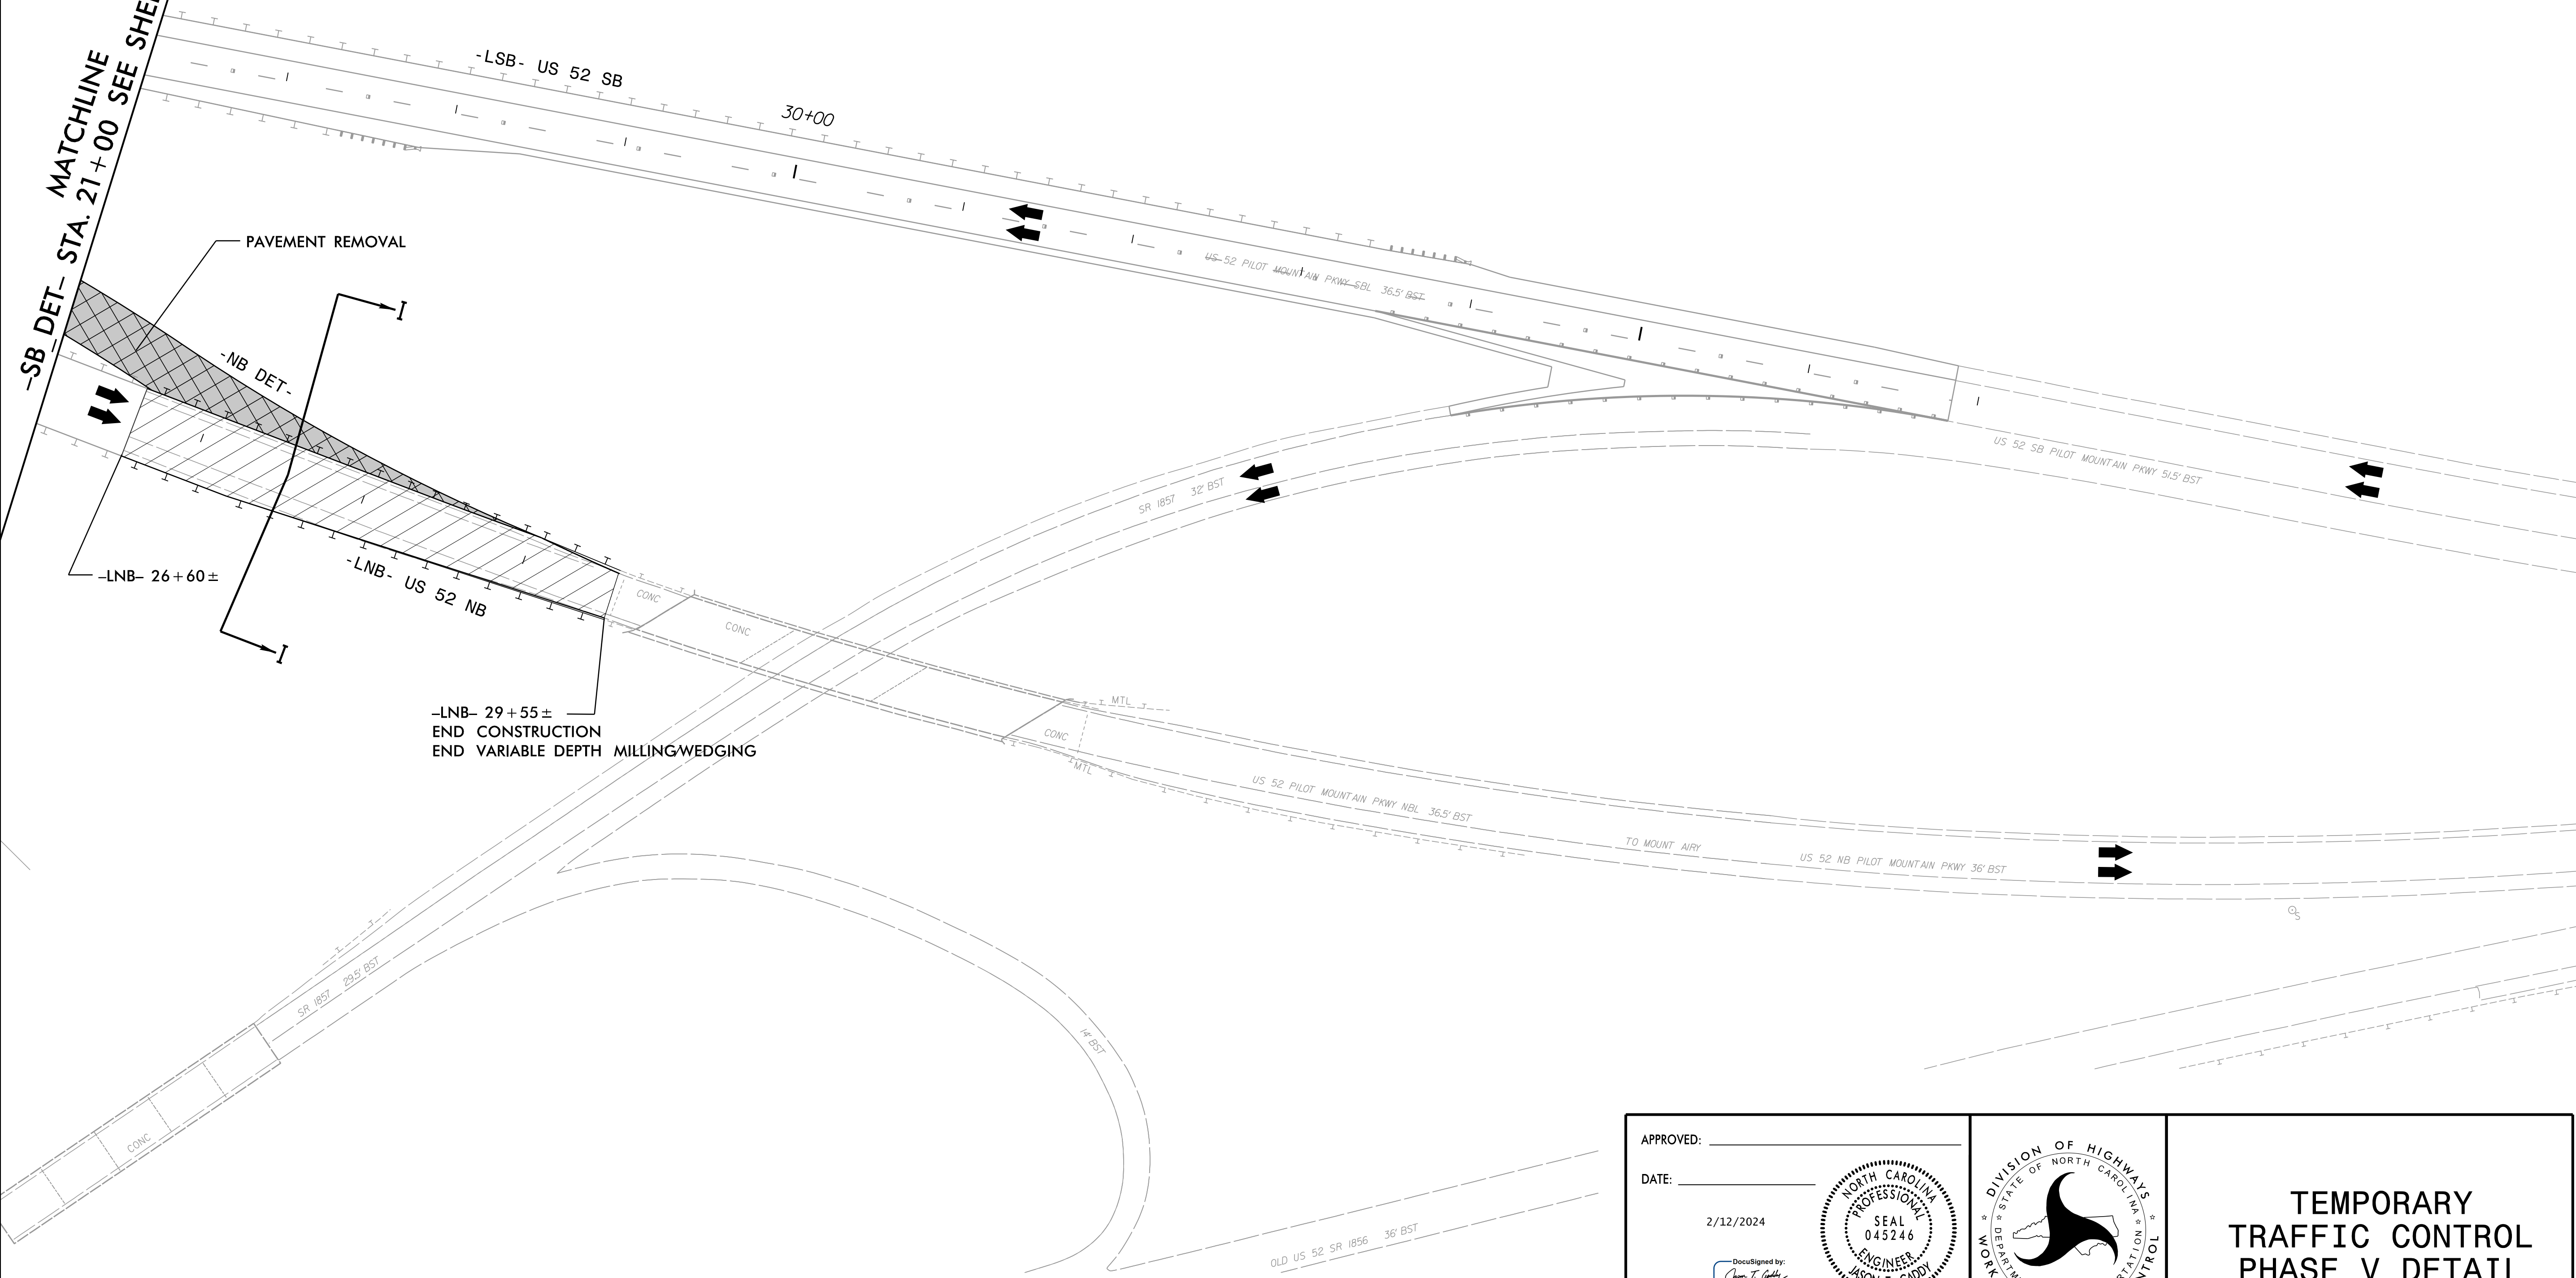 MATCHLINE
-SB_DET- STA. 21+00 SEE
-LSB- US 52 SB
30+00
PAVEMENT REMOVAL
I
-NB DET-
US 52 PILOT MOUNTAIN PKWY SBL 36.5' BST
US 52 SB PILOT MOUNTAIN PKWY 51.5' BST
SR 1857 32' BST
-LNB- 26+60±
-LNB- US 52 NB
I
CONC
CONC
-LNB- 29+55±
END CONSTRUCTION
END VARIABLE DEPTH MILLING/WEDGING
MTL
CONC
MTL
US 52 PILOT MOUNTAIN PKWY NBL 36.5' BST
TO MOUNT AIRY
US 52 NB PILOT MOUNTAIN PKWY 36' BST
S
SR 1857 29.5' BST
14' BST
CONC
OLD US 52 SR 1856 36' BST
APPROVED:
DATE:
2/12/2024
DocuSigned by:
NORTH CAROLINA
PROFESSIONAL
SEAL
045246
ENGINEER
JASON T. GADDY
DIVISION OF HIGHWAYS
STATE OF NORTH CAROLINA
TEMPORARY
TRAFFIC CONTROL
PHASE V DETAIL